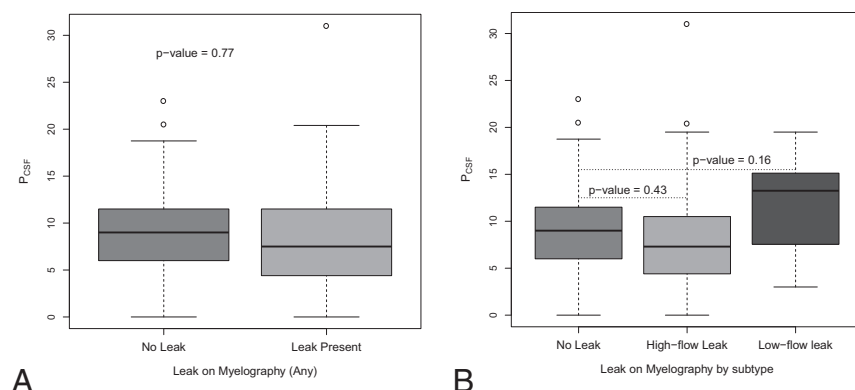 p−value = 0.77
P_CSF
0
5
10
15
20
25
30
No Leak
Leak Present
Leak on Myelography (Any)
A
p−value = 0.16
p−value = 0.43
P_CSF
0
5
10
15
20
25
30
No Leak
High−flow Leak
Low−flow leak
Leak on Myelography by subtype
B